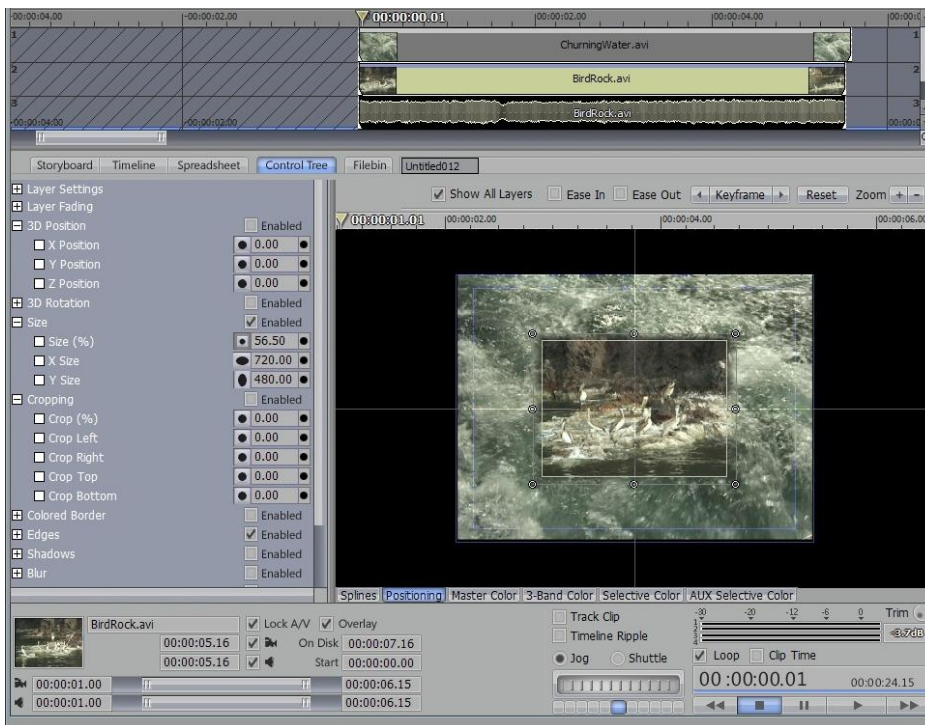 -00:00:04.00 -00:00:02.00 00:00:00.01 00:00:02.00 00:00:04.00
1 ChurningWater.avi 1
2 BirdRock.avi 2
3 BirdRock.avi 3
-00:00:04.00 -00:00:02.00
Storyboard Timeline Spreadsheet Control Tree Filebin Untitled012
Layer Settings
Show All Layers Ease In Ease Out Keyframe Reset Zoom + -
Layer Fading
3D Position Enabled
00:00:01.01 00:00:02.00 00:00:04.00 00:00:06.00
X Position 0.00
Y Position 0.00
Z Position 0.00
3D Rotation Enabled
Size Enabled
Size (%) 56.50
X Size 720.00
Y Size 480.00
Cropping Enabled
Crop (%) 0.00
Crop Left 0.00
Crop Right 0.00
Crop Top 0.00
Crop Bottom 0.00
Colored Border Enabled
Edges Enabled
Shadows Enabled
Blur Enabled
Splines Positioning Master Color 3-Band Color Selective Color AUX Selective Color
BirdRock.avi Lock A/V Overlay
00:00:05.16 On Disk 00:00:07.16
00:00:05.16 Start 00:00:00.00
00:00:01.00 00:00:06.15
00:00:01.00 00:00:06.15
Track Clip
Timeline Ripple
Jog Shuttle
-30 -20 -12 -6 0 Trim
1
2
3
4
-3.7dB
Loop Clip Time
00:00:00.01 00:00:24.15